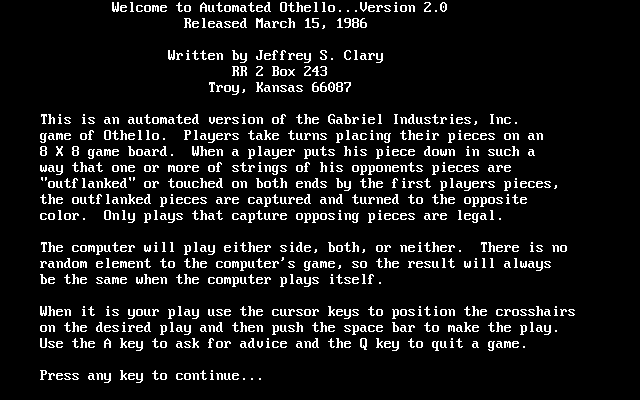 Welcome to Automated Othello...Version 2.0
Released March 15, 1986
Written by Jeffrey S. Clary
RR 2 Box 243
Troy, Kansas 66087
This is an automated version of the Gabriel Industries, Inc.
game of Othello.  Players take turns placing their pieces on an
8 X 8 game board.  When a player puts his piece down in such a
way that one or more of strings of his opponents pieces are
"outflanked" or touched on both ends by the first players pieces,
the outflanked pieces are captured and turned to the opposite
color.  Only plays that capture opposing pieces are legal.
The computer will play either side, both, or neither.  There is no
random element to the computer's game, so the result will always
be the same when the computer plays itself.
When it is your play use the cursor keys to position the crosshairs
on the desired play and then push the space bar to make the play.
Use the A key to ask for advice and the Q key to quit a game.
Press any key to continue...